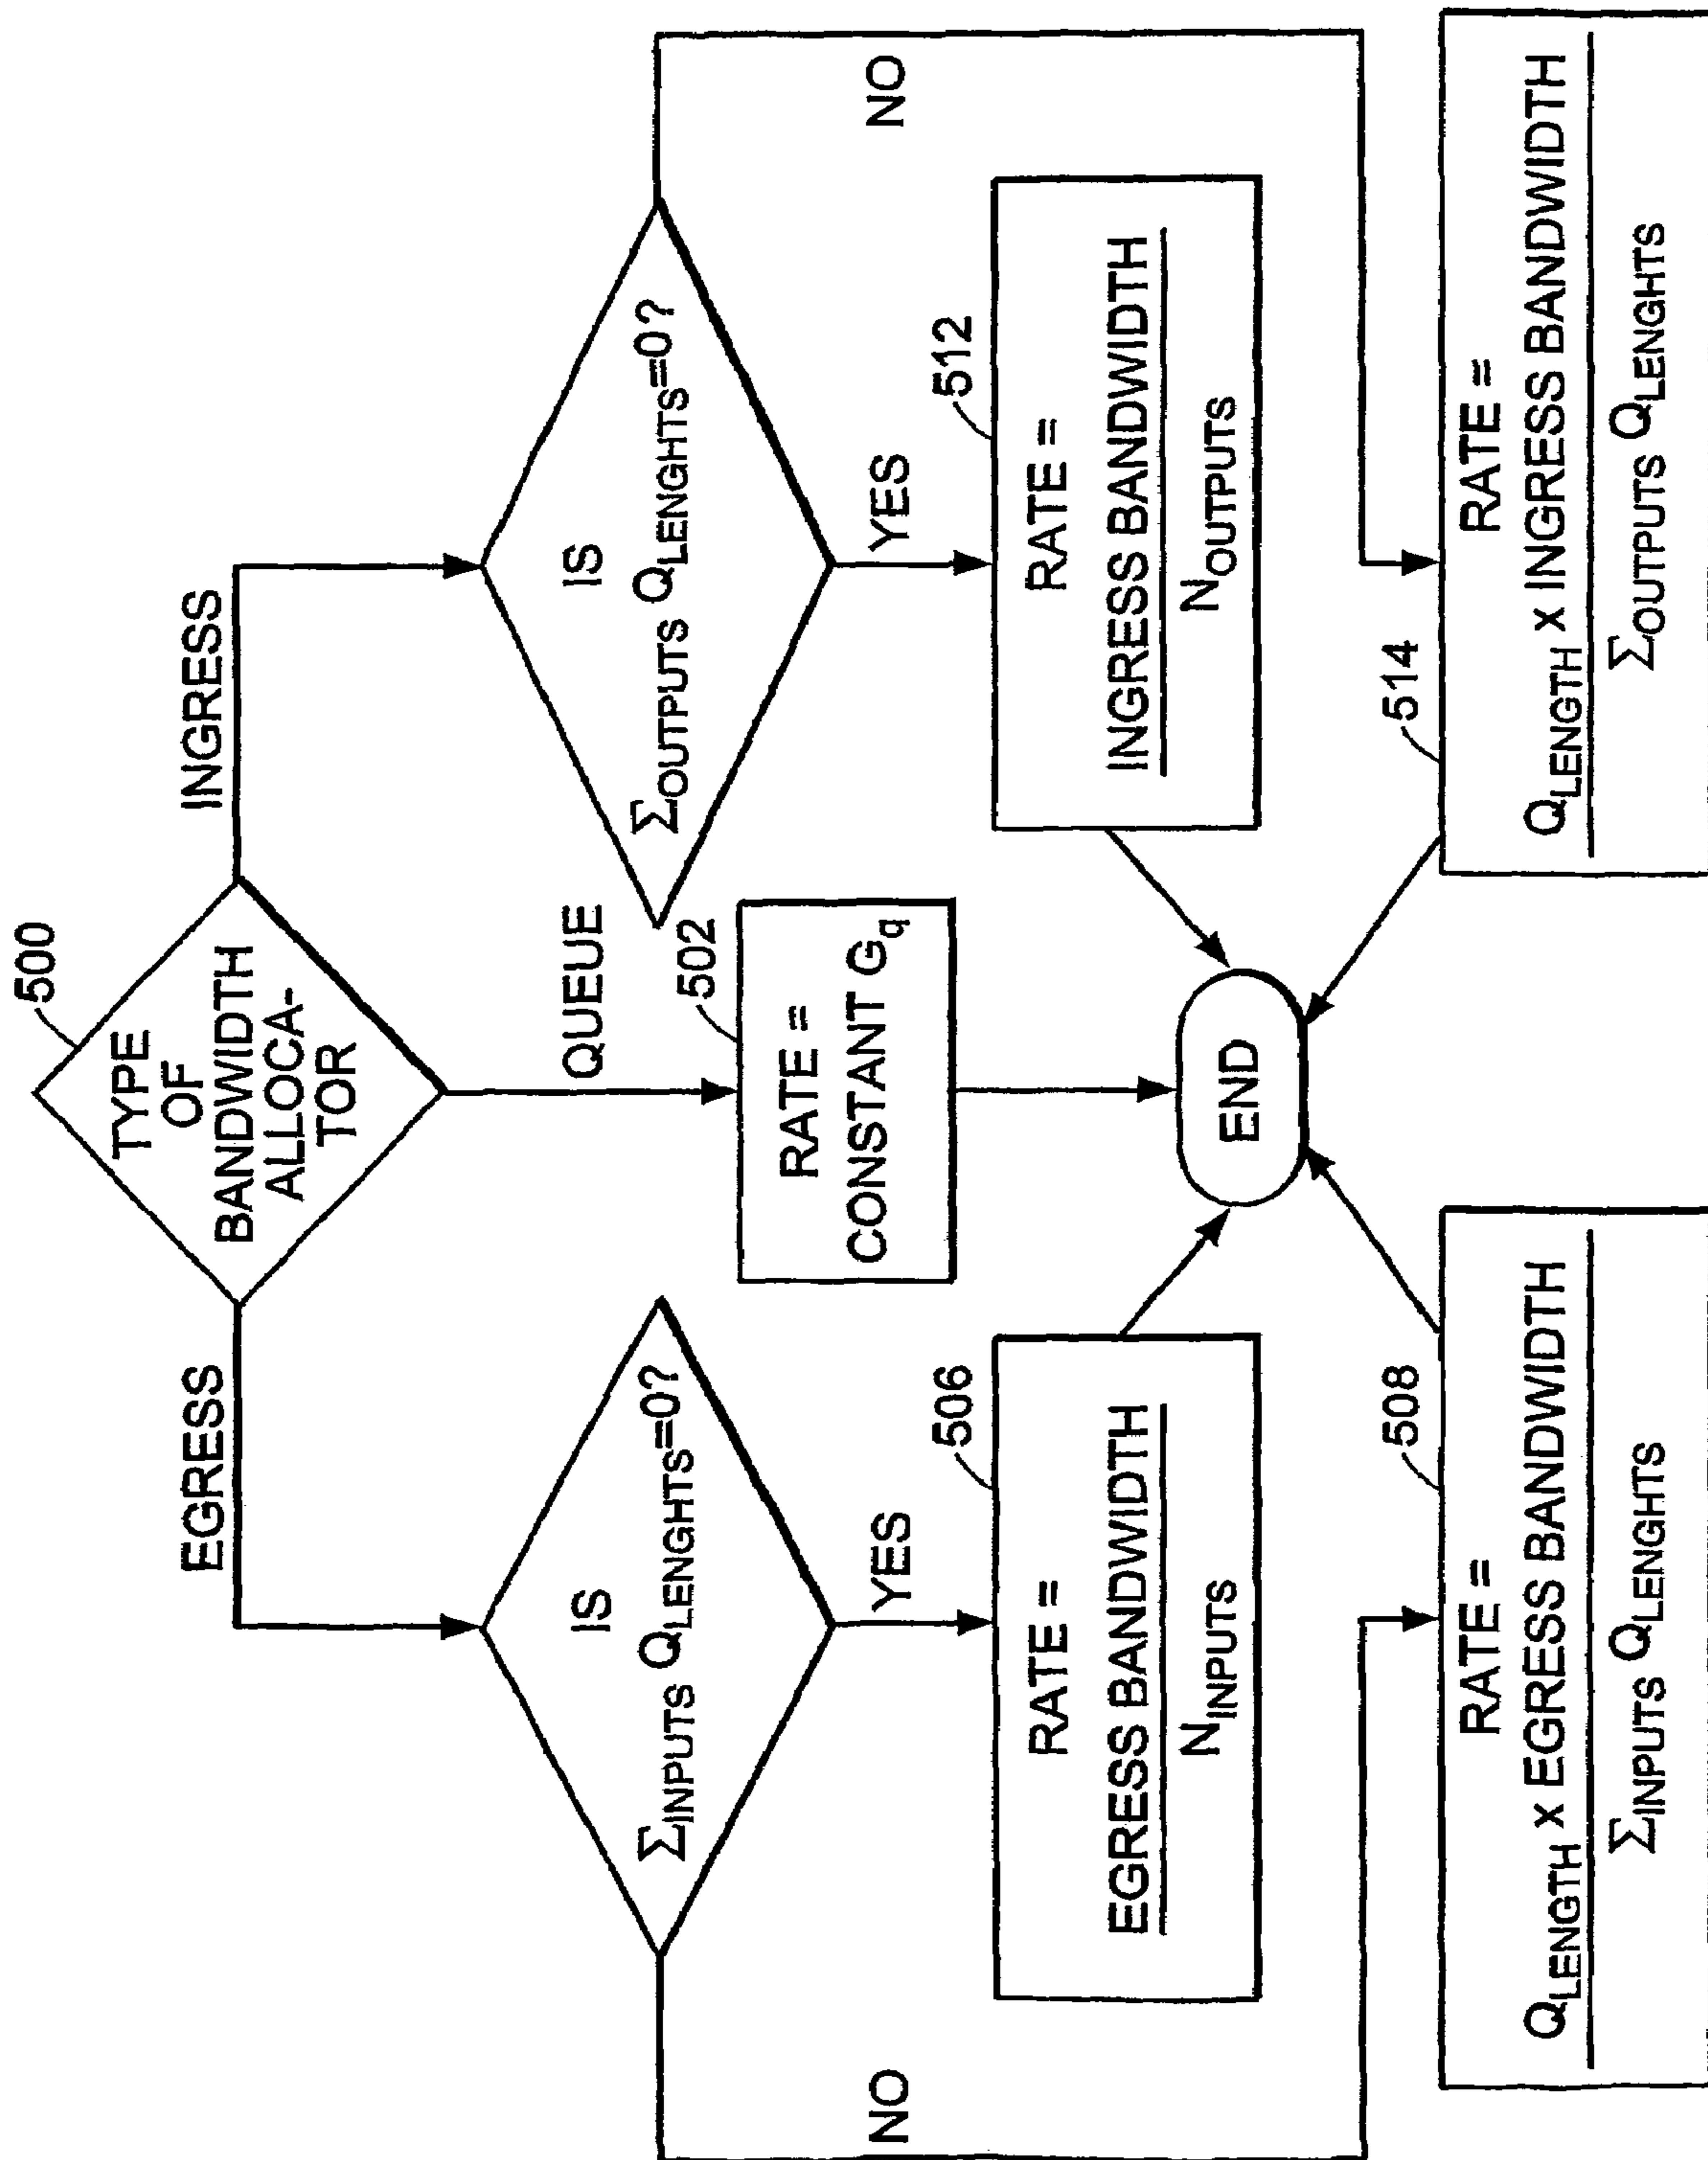 500
TYPE
OF
BANDWIDTH
ALLOCA-
TOR
EGRESS
QUEUE
INGRESS
IS
ΣINPUTS QLENGHTS=0?
502
RATE =
CONSTANT Gq
IS
ΣOUTPUTS QLENGHTS=0?
NO
YES
YES
NO
506
RATE =
EGRESS BANDWIDTH
NINPUTS
END
512
RATE =
INGRESS BANDWIDTH
NOUTPUTS
508
RATE =
QLENGTH x EGRESS BANDWIDTH
ΣINPUTS QLENGHTS
514
RATE =
QLENGTH x INGRESS BANDWIDTH
ΣOUTPUTS QLENGHTS